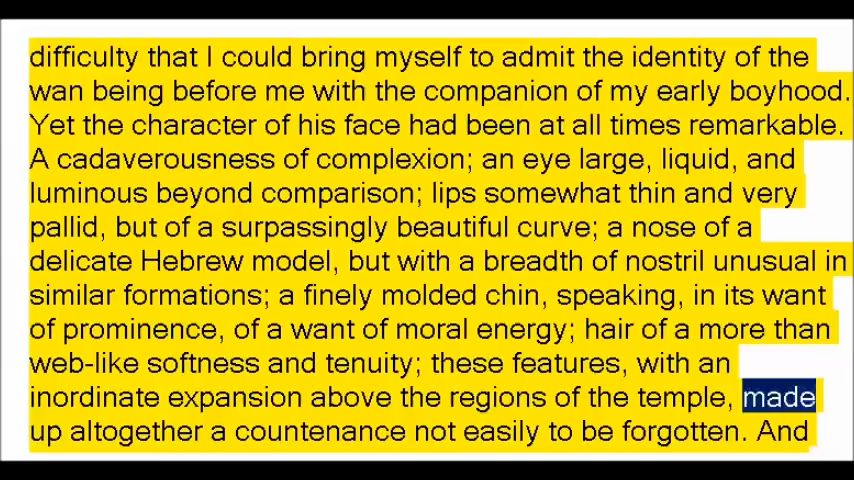 difficulty that I could bring myself to admit the identity of the
wan being before me with the companion of my early boyhood.
Yet the character of his face had been at all times remarkable.
A cadaverousness of complexion; an eye large, liquid, and
luminous beyond comparison; lips somewhat thin and very
pallid, but of a surpassingly beautiful curve; a nose of a
delicate Hebrew model, but with a breadth of nostril unusual in
similar formations; a finely molded chin, speaking, in its want
of prominence, of a want of moral energy; hair of a more than
web-like softness and tenuity; these features, with an
inordinate expansion above the regions of the temple, made
up altogether a countenance not easily to be forgotten. And